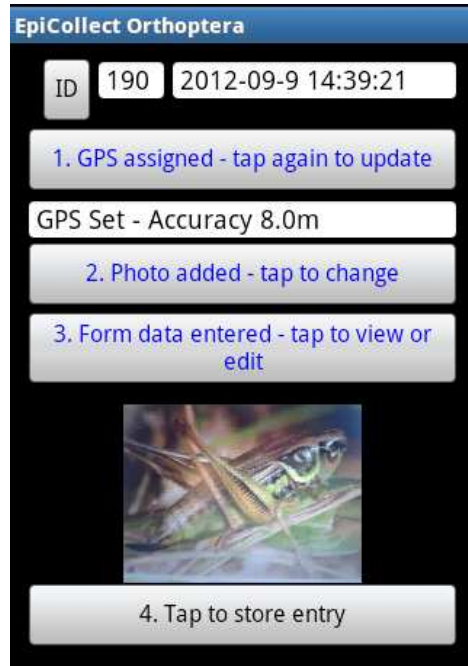 EpiCollect Orthoptera
ID 190 2012-09-9 14:39:21
1. GPS assigned - tap again to update
GPS Set - Accuracy 8.0m
2. Photo added - tap to change
3. Form data entered - tap to view or
edit
4. Tap to store entry